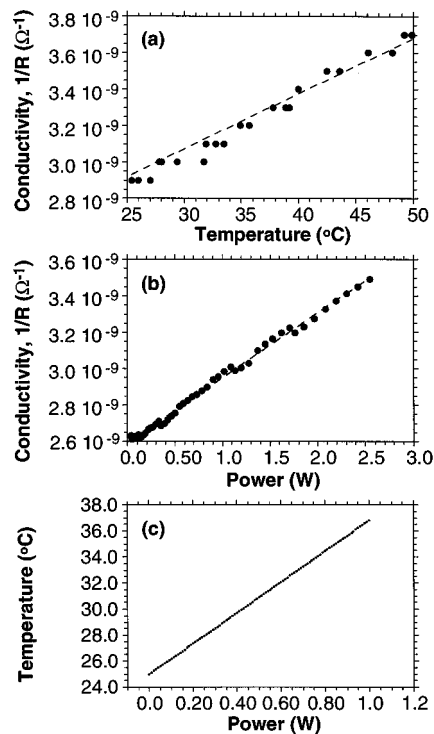 (a)
Conductivity, 1/R (Ω-1)
3.8 10-9
3.6 10-9
3.4 10-9
3.2 10-9
3.0 10-9
2.8 10-9
25 30 35 40 45 50
Temperature (oC)
(b)
Conductivity, 1/R (Ω-1)
3.6 10-9
3.4 10-9
3.2 10-9
3.0 10-9
2.8 10-9
2.6 10-9
0.0 0.50 1.0 1.5 2.0 2.5 3.0
Power (W)
(c)
Temperature (oC)
38.0
36.0
34.0
32.0
30.0
28.0
26.0
24.0
0.0 0.20 0.40 0.60 0.80 1.0 1.2
Power (W)